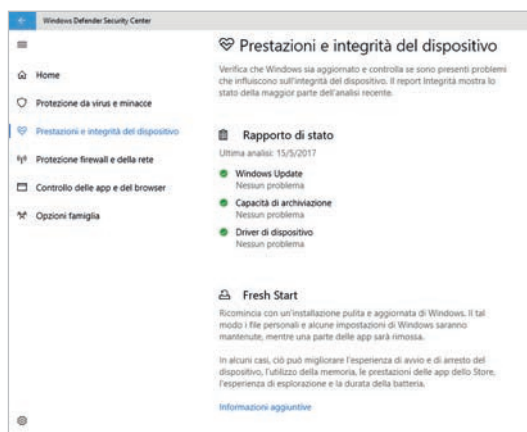 Windows Defender Security Center
Home
Protezione da virus e minacce
Prestazioni e integrità del dispositivo
Protezione firewall e della rete
Controllo delle app e del browser
Opzioni famiglia
Prestazioni e integrità del dispositivo
Verifica che Windows sia aggiornato e controlla se sono presenti problemi
che influiscono sull'integrità del dispositivo. Il report Integrità mostra lo
stato della maggior parte dell'analisi recente.
Rapporto di stato
Ultima analisi: 15/5/2017
Windows Update
Nessun problema
Capacità di archiviazione
Nessun problema
Driver di dispositivo
Nessun problema
Fresh Start
Ricomincia con un'installazione pulita e aggiornata di Windows. Il tal
modo i file personali e alcune impostazioni di Windows saranno
mantenute, mentre una parte delle app sarà rimossa.
In alcuni casi, ciò può migliorare l'esperienza di avvio e di arresto del
dispositivo, l'utilizzo della memoria, le prestazioni delle app dello Store,
l'esperienza di esplorazione e la durata della batteria.
Informazioni aggiuntive